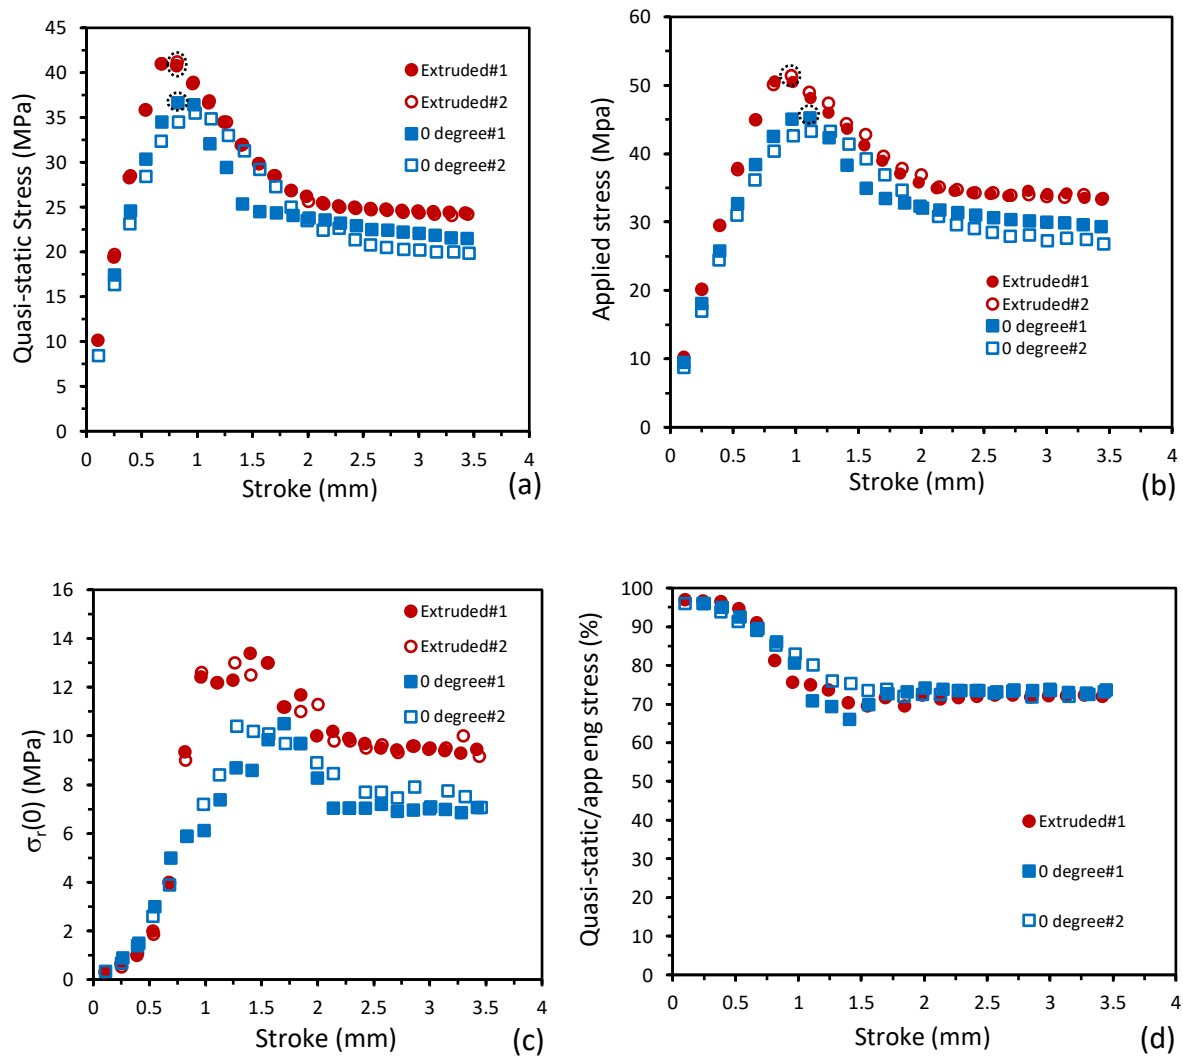 45
40
35
30
25
20
15
10
5
0
Quasi-static Stress (MPa)
Extruded#1
Extruded#2
0 degree#1
0 degree#2
0 0.5 1 1.5 2 2.5 3 3.5 4
Stroke (mm)
(a)
60
50
40
30
20
10
0
Applied stress (Mpa)
Extruded#1
Extruded#2
0 degree#1
0 degree#2
0 0.5 1 1.5 2 2.5 3 3.5 4
Stroke (mm)
(b)
16
14
12
10
8
6
4
2
0
σr(0) (MPa)
Extruded#1
Extruded#2
0 degree#1
0 degree#2
0 0.5 1 1.5 2 2.5 3 3.5 4
Stroke (mm)
(c)
100
90
80
70
60
50
40
30
20
10
0
Quasi-static/app eng stress (%)
Extruded#1
0 degree#1
0 degree#2
0 0.5 1 1.5 2 2.5 3 3.5 4
Stroke (mm)
(d)